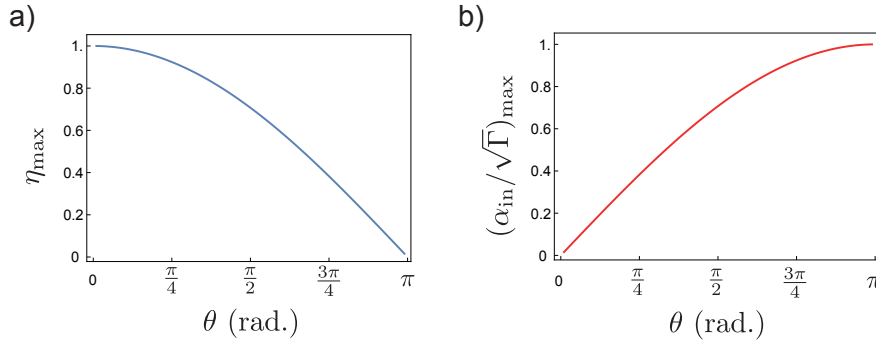 a)
1.
0.8
0.6
0.4
0.2
0
η_max
0
π/4
π/2
3π/4
π
θ (rad.)
b)
1.
0.8
0.6
0.4
0.2
0
(α_in/√Γ)_max
0
π/4
π/2
3π/4
π
θ (rad.)